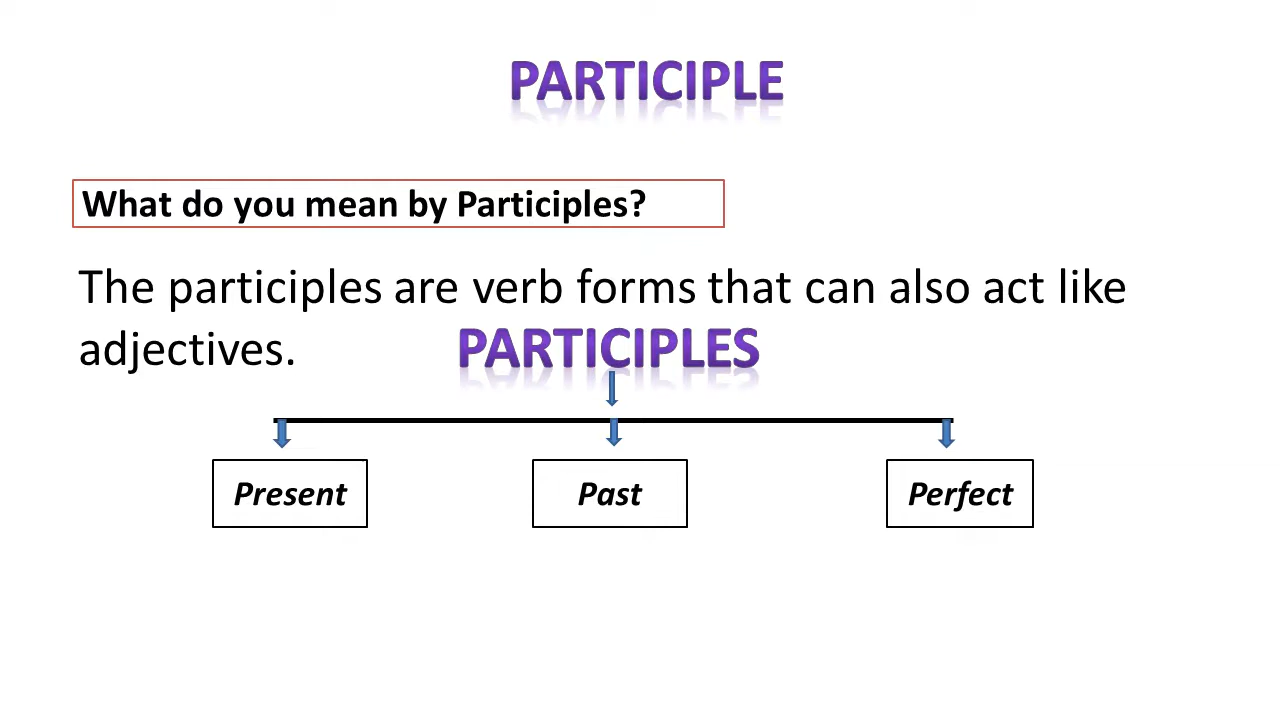 PARTICIPLE
What do you mean by Participles?
The participles are verb forms that can also act like
adjectives.
PARTICIPLES
Present
Past
Perfect